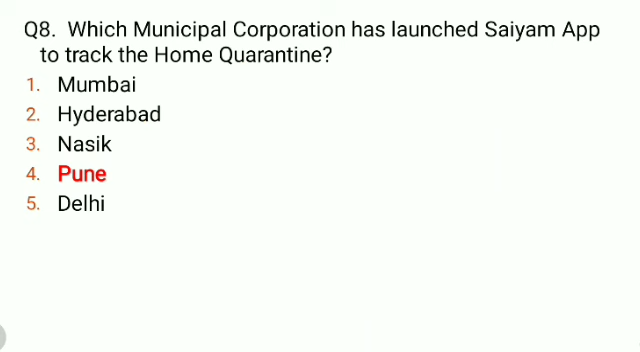 Q8. Which Municipal Corporation has launched Saiyam App
to track the Home Quarantine?
1. Mumbai
2. Hyderabad
3. Nasik
4. Pune
5. Delhi